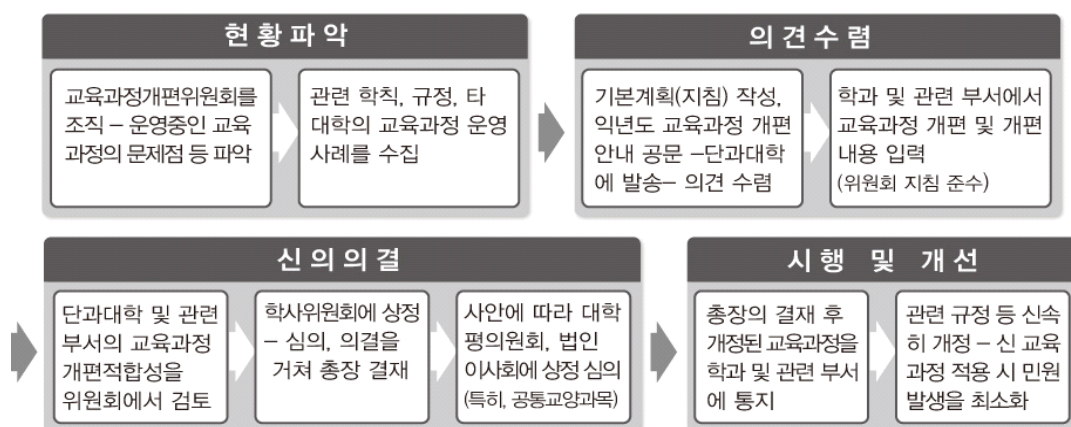 현황파악
교육과정개편위원회를
조직 – 운영중인 교육
과정의 문제점 등 파악
관련 학칙, 규정, 타
대학의 교육과정 운영
사례를 수집
의견수렴
기본계획(지침) 작성,
익년도 교육과정 개편
안내 공문 –단과대학
에 발송– 의견 수렴
학과 및 관련 부서에서
교육과정 개편 및 개편
내용 입력
(위원회 지침 준수)
신의의결
단과대학 및 관련
부서의 교육과정
개편적합성을
위원회에서 검토
학사위원회에 상정
– 심의, 의결을
거쳐 총장 결재
사안에 따라 대학
평의원회, 법인
이사회에 상정 심의
(특히, 공통교양과목)
시행 및 개선
총장의 결재 후
개정된 교육과정을
학과 및 관련 부서
에 통지
관련 규정 등 신속
히 개정 – 신 교육
과정 적용 시 민원
발생을 최소화